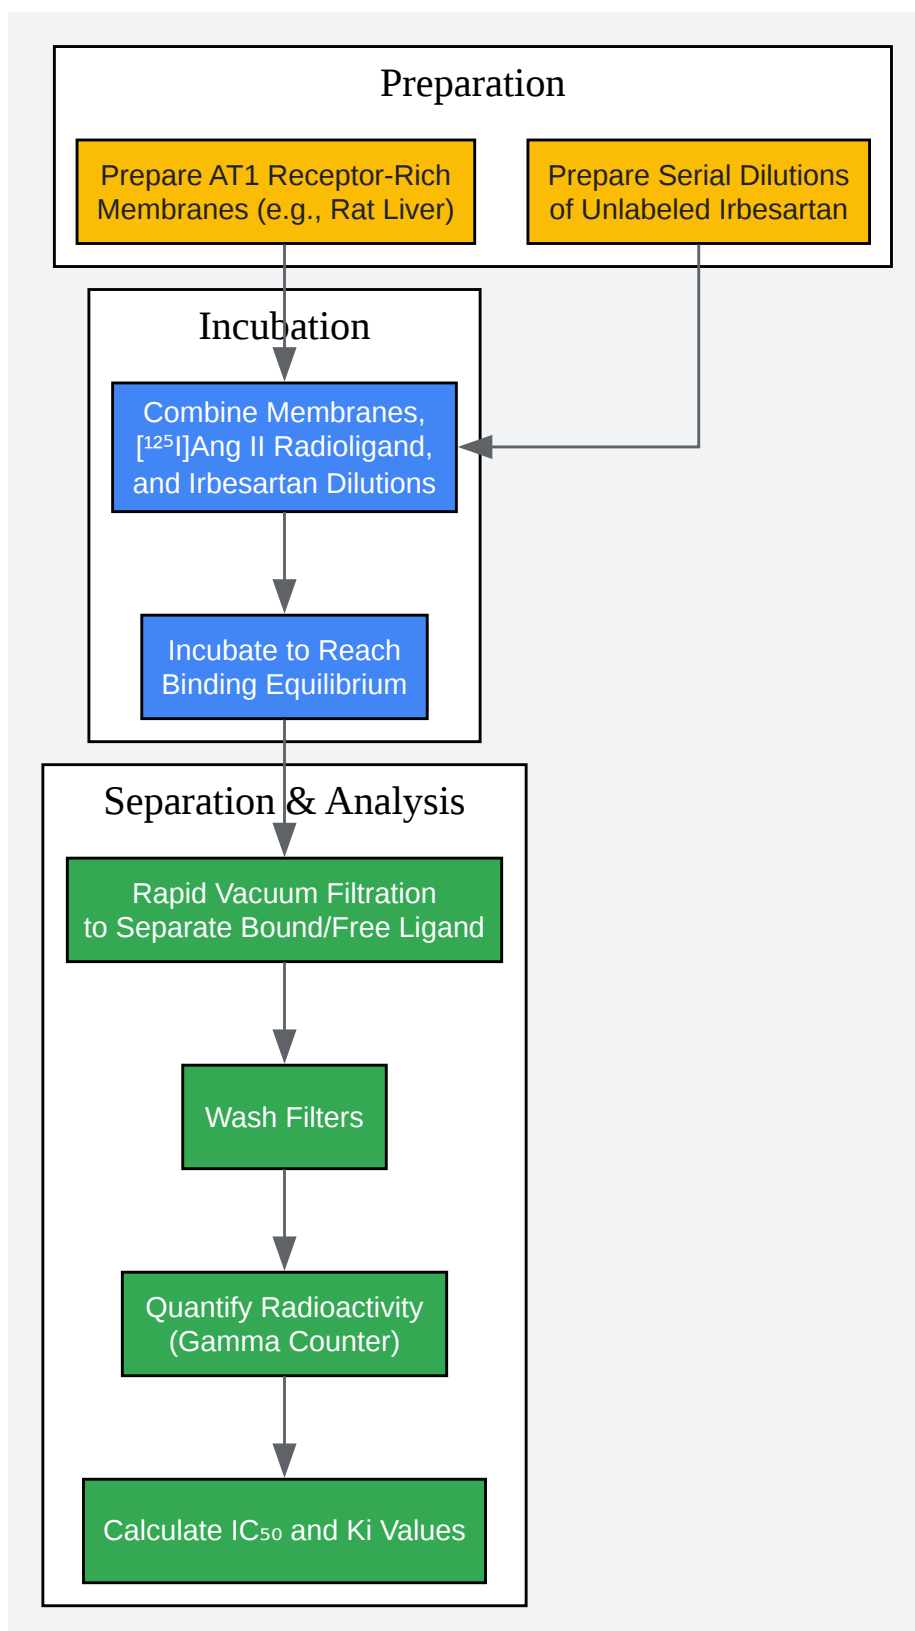 Preparation
Prepare AT1 Receptor-Rich
Membranes (e.g., Rat Liver)
Prepare Serial Dilutions
of Unlabeled Irbesartan
Incubation
Combine Membranes,
[¹²⁵I]Ang II Radioligand,
and Irbesartan Dilutions
Incubate to Reach
Binding Equilibrium
Separation & Analysis
Rapid Vacuum Filtration
to Separate Bound/Free Ligand
Wash Filters
Quantify Radioactivity
(Gamma Counter)
Calculate IC₅₀ and Ki Values